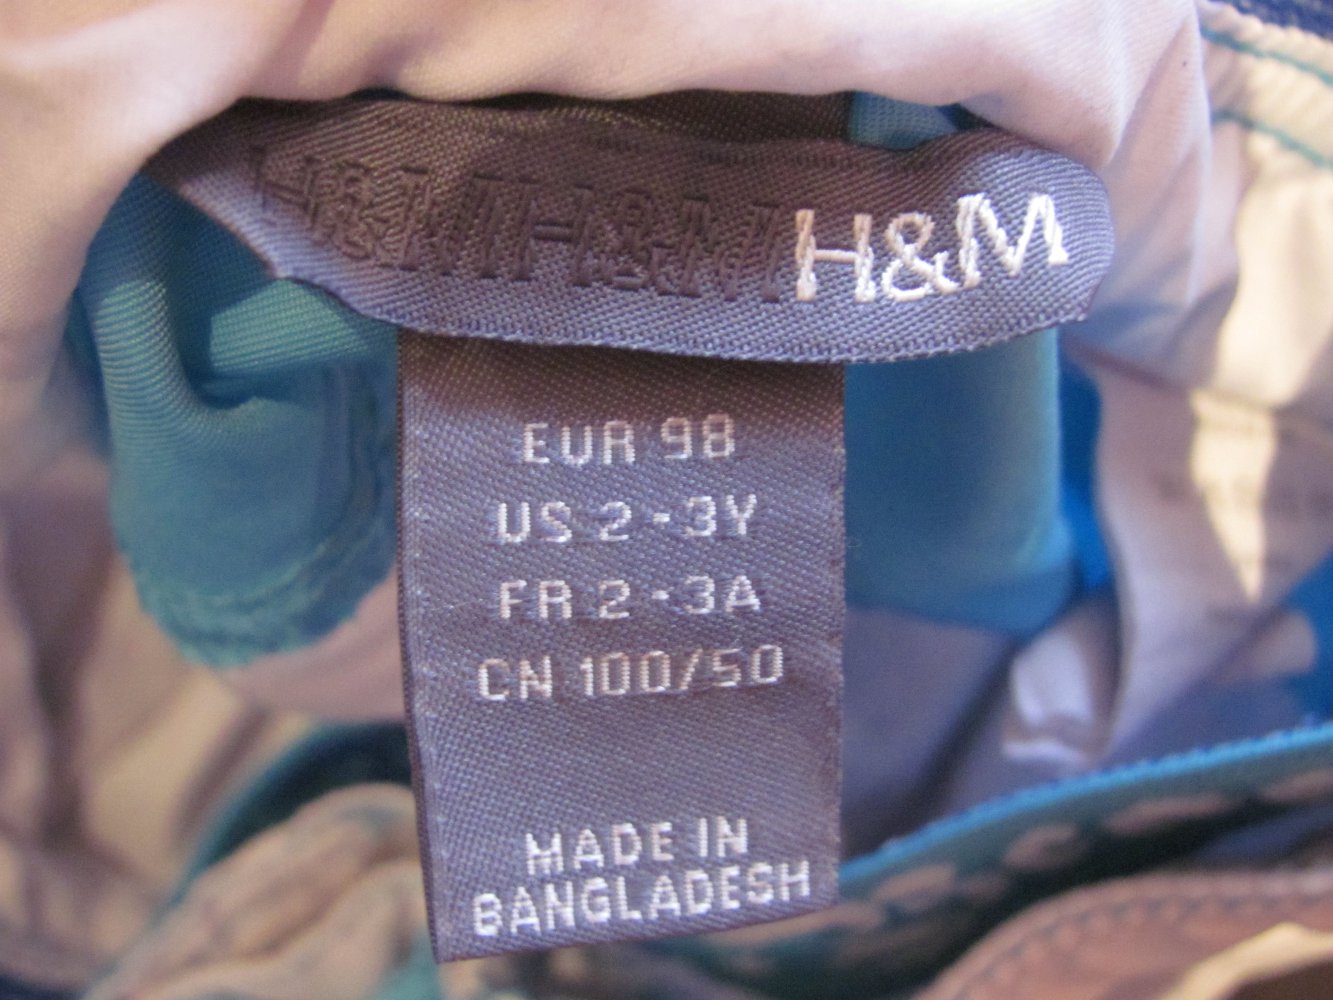 H&M H&M H&M
EUR 98
US 2-3Y
FR 2-3A
CN 100/50
MADE IN
BANGLADESH